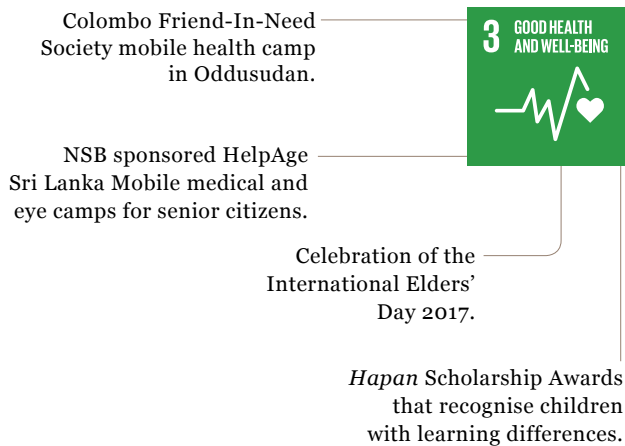 Colombo Friend-In-Need
Society mobile health camp
in Oddusudan.
3 GOOD HEALTH
AND WELL-BEING
NSB sponsored HelpAge
Sri Lanka Mobile medical and
eye camps for senior citizens.
Celebration of the
International Elders’
Day 2017.
Hapan Scholarship Awards
that recognise children
with learning differences.